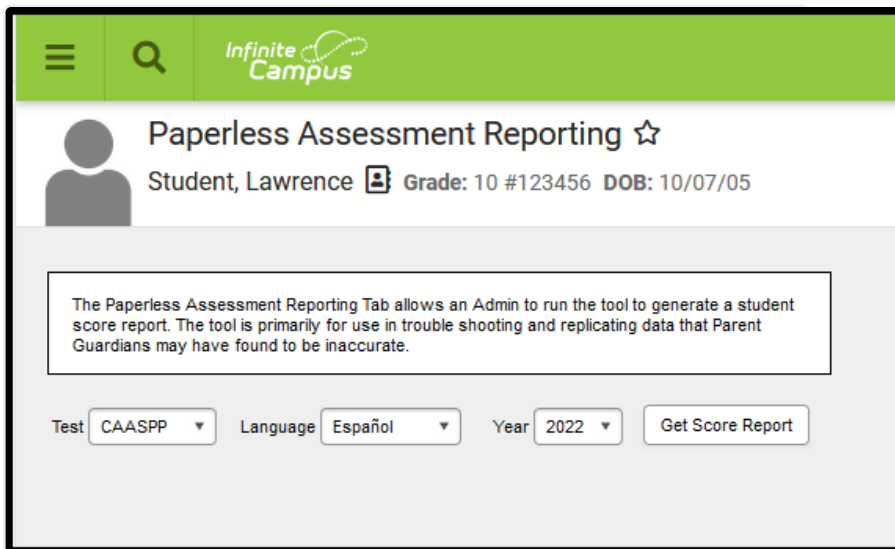 Infinite
Campus
Paperless Assessment Reporting
Student, Lawrence Grade: 10 #123456 DOB: 10/07/05
The Paperless Assessment Reporting Tab allows an Admin to run the tool to generate a student
score report. The tool is primarily for use in trouble shooting and replicating data that Parent
Guardians may have found to be inaccurate.
Test CAASPP Language Español Year 2022 Get Score Report